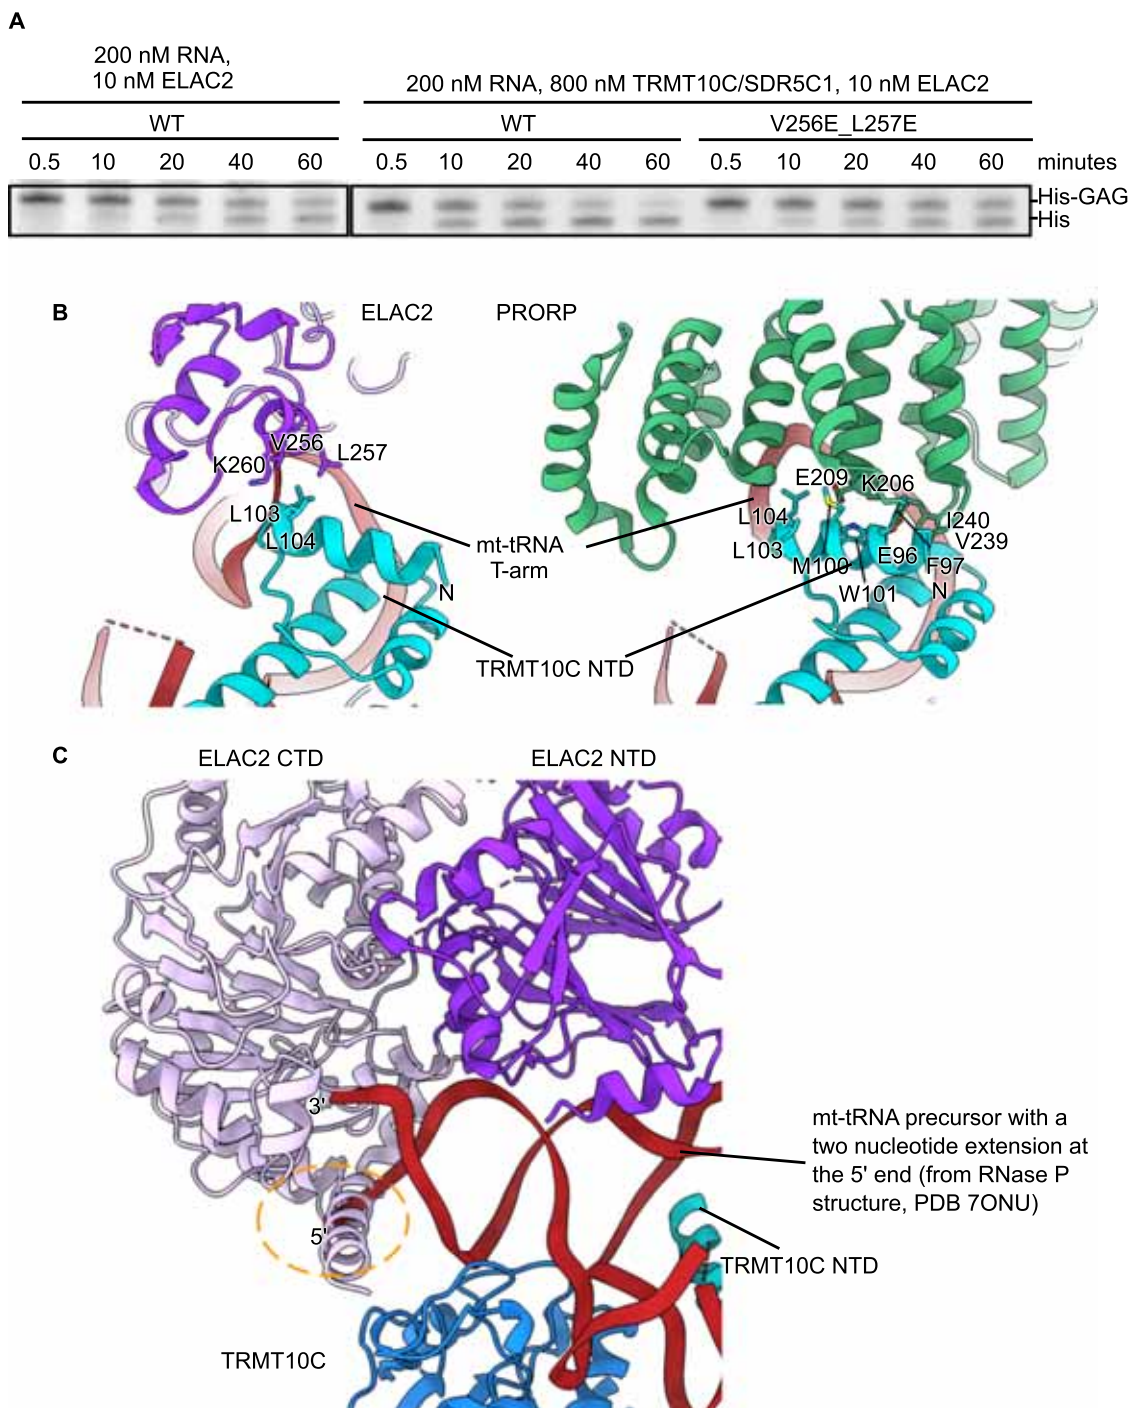 A
200 nM RNA,
10 nM ELAC2
200 nM RNA, 800 nM TRMT10C/SDR5C1, 10 nM ELAC2
WT
WT
V256E_L257E
0.5 10 20 40 60
0.5 10 20 40 60
0.5 10 20 40 60
minutes
His-GAG
His
B
ELAC2
PRORP
V256
L257
K260
L103
L104
N
mt-tRNA
T-arm
TRMT10C NTD
E209
K206
L104
L103
I240
V239
M100
E96
F97
W101
N
C
ELAC2 CTD
ELAC2 NTD
3'
5'
mt-tRNA precursor with a
two nucleotide extension at
the 5' end (from RNase P
structure, PDB 7ONU)
TRMT10C NTD
TRMT10C